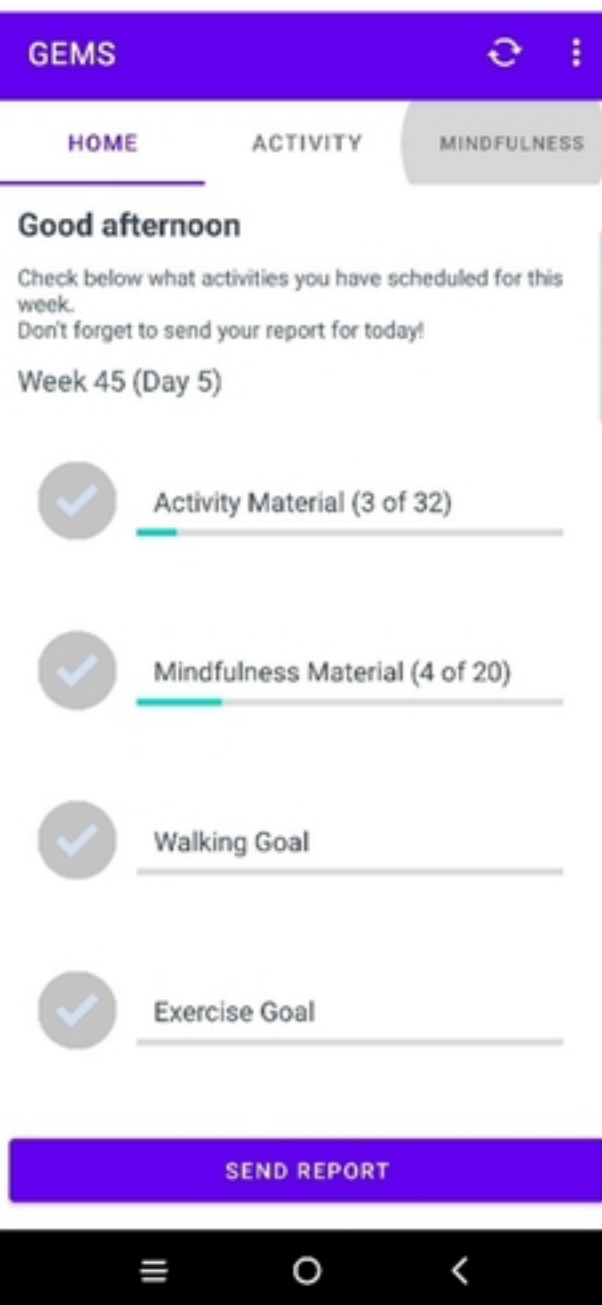 GEMS
HOME
ACTIVITY
MINDFULNESS
Good afternoon
Check below what activities you have scheduled for this
week.
Don't forget to send your report for today!
Week 45 (Day 5)
Activity Material (3 of 32)
Mindfulness Material (4 of 20)
Walking Goal
Exercise Goal
SEND REPORT